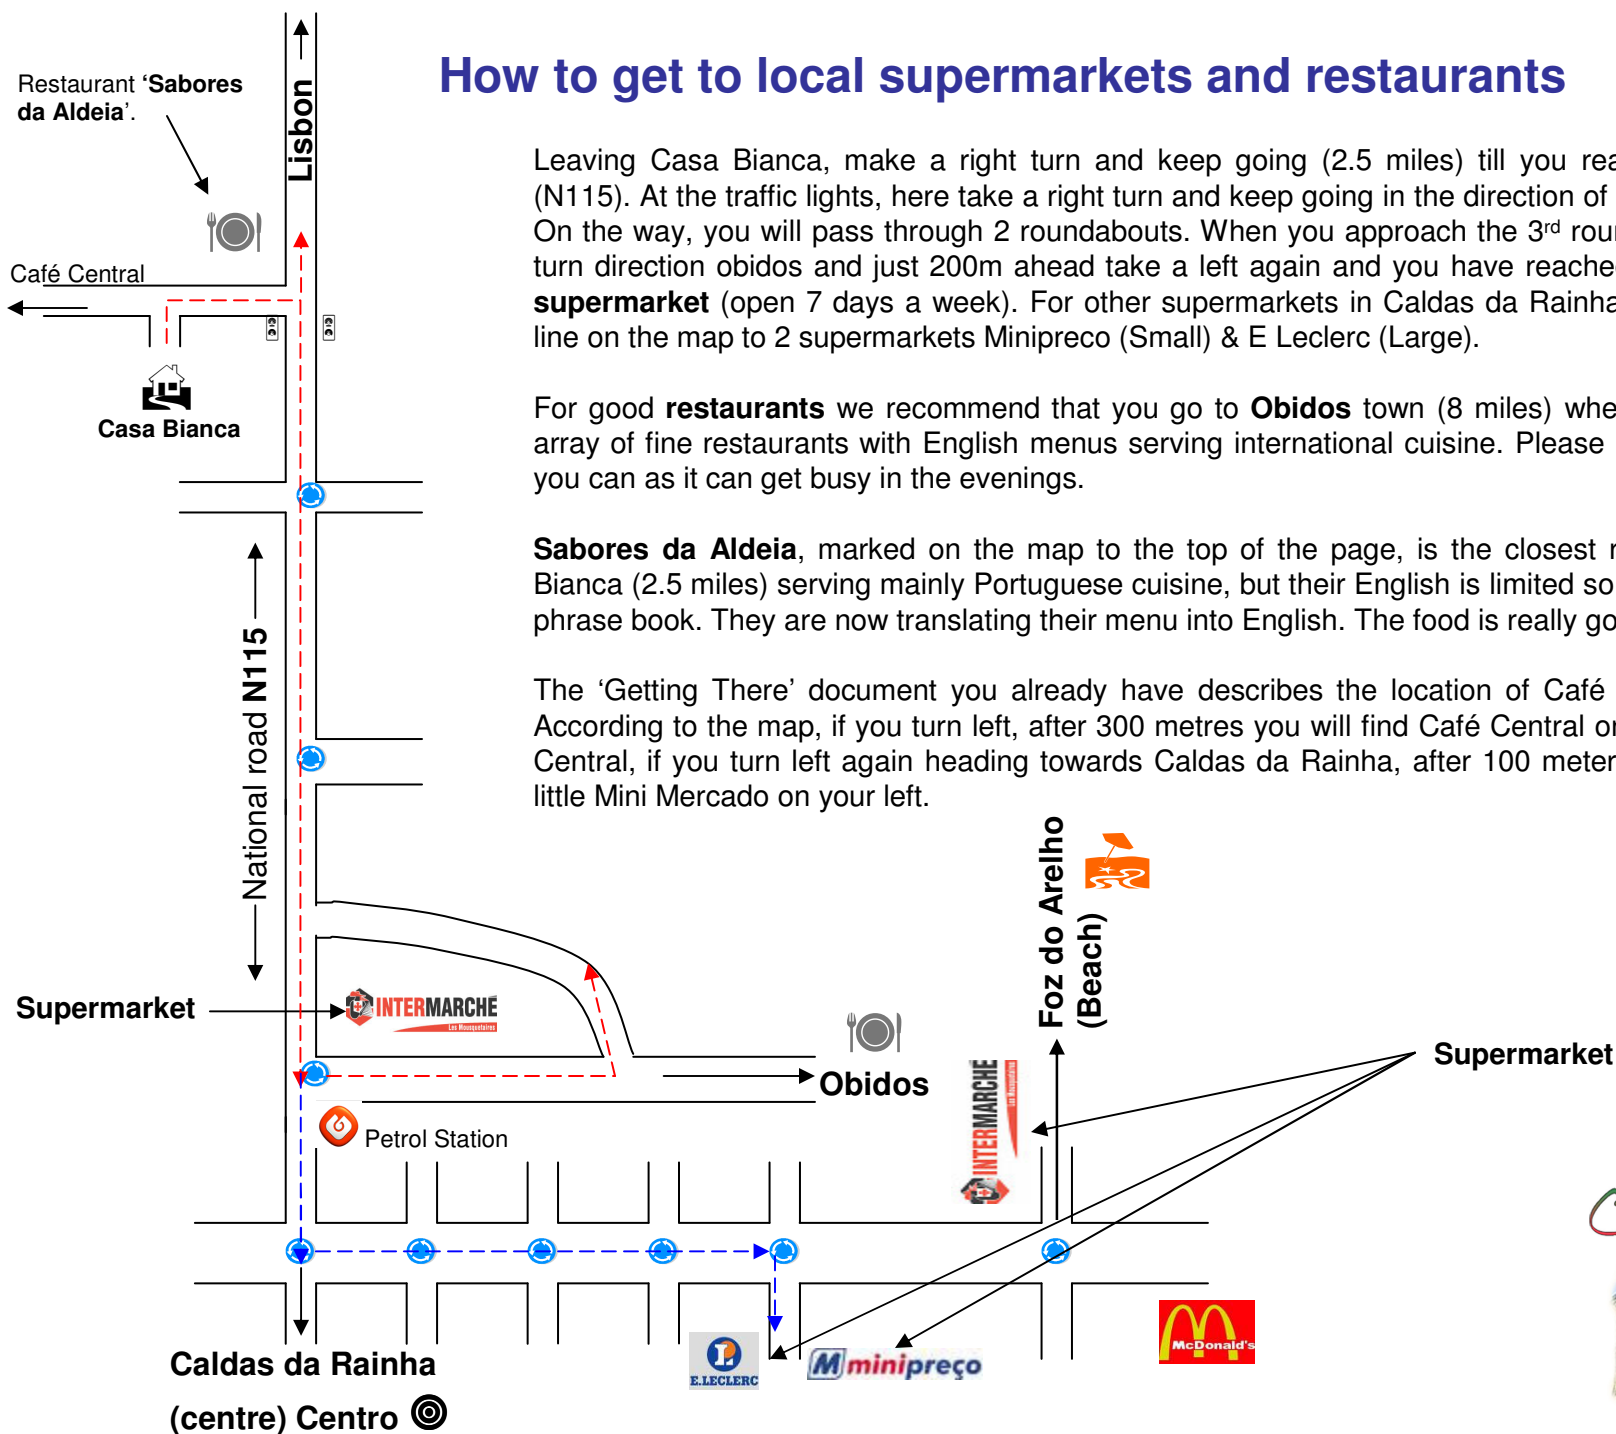 How to get to local supermarkets and restaurants
Restaurant ‘Sabores
da Aldeia’.
Lisbon
Café Central
Casa Bianca
Leaving Casa Bianca, make a right turn and keep going (2.5 miles) till you rea
(N115). At the traffic lights, here take a right turn and keep going in the direction of
On the way, you will pass through 2 roundabouts. When you approach the 3rd roun
turn direction obidos and just 200m ahead take a left again and you have reached
supermarket (open 7 days a week). For other supermarkets in Caldas da Rainha
line on the map to 2 supermarkets Minipreco (Small) & E Leclerc (Large).
For good restaurants we recommend that you go to Obidos town (8 miles) whe
array of fine restaurants with English menus serving international cuisine. Please
you can as it can get busy in the evenings.
Sabores da Aldeia, marked on the map to the top of the page, is the closest r
Bianca (2.5 miles) serving mainly Portuguese cuisine, but their English is limited so
phrase book. They are now translating their menu into English. The food is really go
The ‘Getting There’ document you already have describes the location of Café
According to the map, if you turn left, after 300 metres you will find Café Central or
Central, if you turn left again heading towards Caldas da Rainha, after 100 meter
little Mini Mercado on your left.
National road N115
Supermarket
INTERMARCHÉ
Los Mousquetaires
Obidos
Petrol Station
Foz do Arelho
(Beach)
INTERMARCHÉ
Supermarket
E.LECLERC
M minipreço
McDonald's
Caldas da Rainha
(centre) Centro